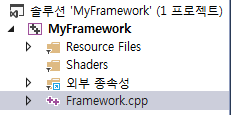 솔루션 'MyFramework' (1 프로젝트)
MyFramework
Resource Files
Shaders
외부 종속성
Framework.cpp